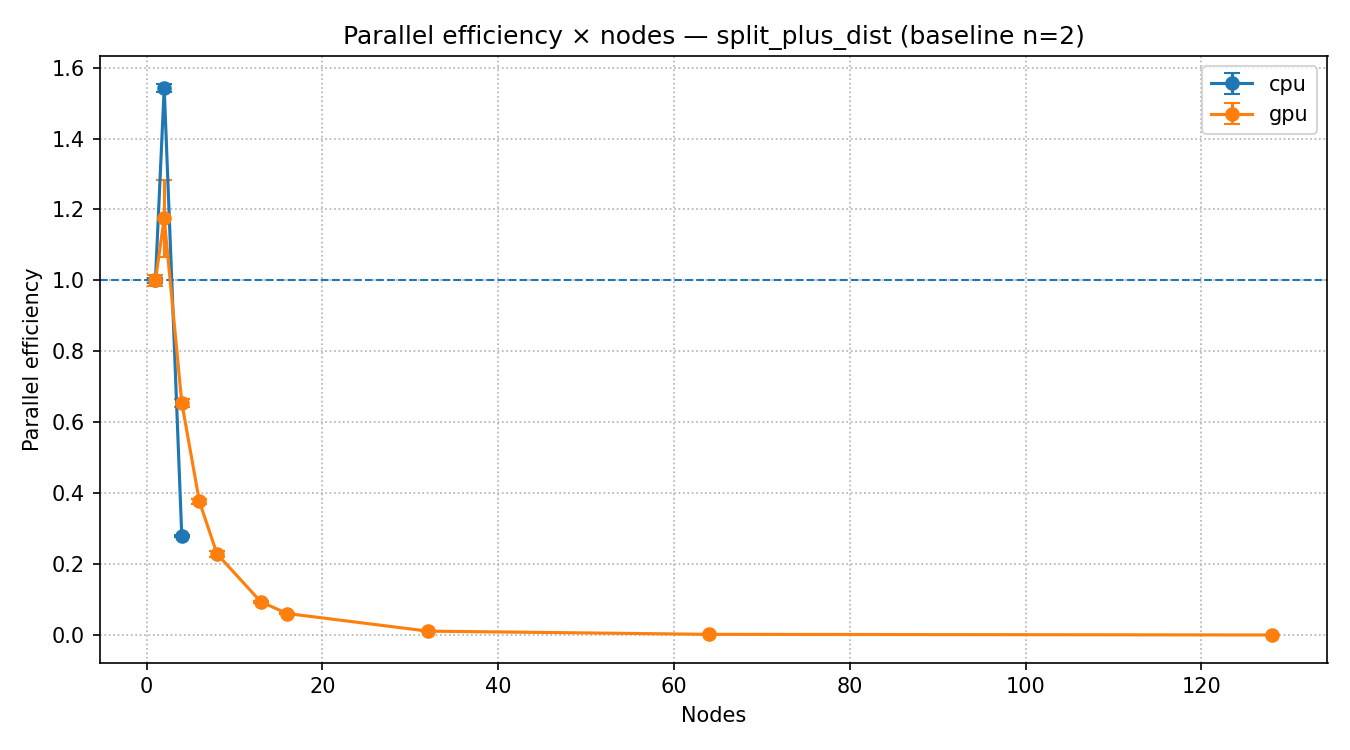 Parallel efficiency × nodes — split_plus_dist (baseline n=2)
cpu
gpu
1.6
1.4
1.2
1.0
0.8
0.6
0.4
0.2
0.0
Parallel efficiency
0 20 40 60 80 100 120
Nodes